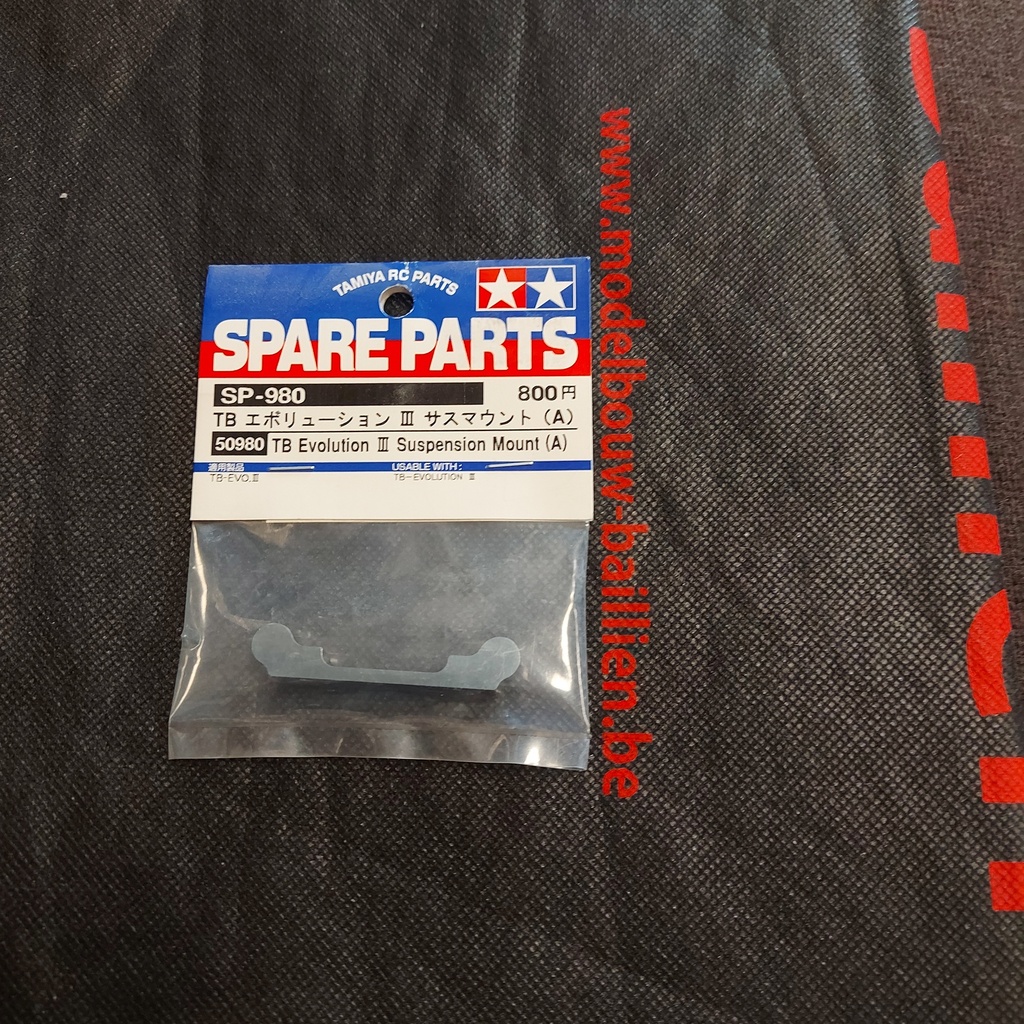 TAMIYA RC PARTS
SPARE PARTS
SP-980 800円
TB エボリューション Ⅲ サスマウント (A)
50980 TB Evolution Ⅲ Suspension Mount (A)
適用製品 USABLE WITH :
TB-EVO.Ⅲ TB-EVOLUTION Ⅲ
www.modelbouw-baillien.be